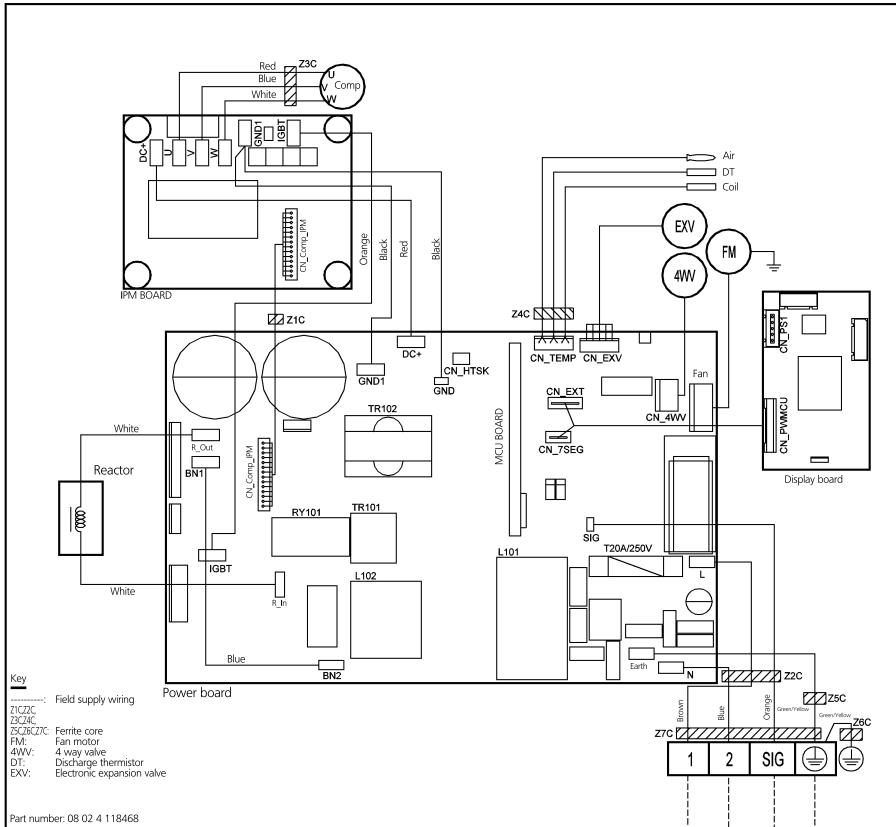 Red
Z3C
Blue
White
U
V
W
Comp
DC+
U
V
W
GND1
IGBT
CN_Comp_IPM
IPM BOARD
Orange
Black
Red
Black
Z1C
Air
DT
Coil
EXV
FM
4WV
Z4C
CN_TEMP
CN_EXV
DC+
GND1
CN_HTSK
GND
CN_EXT
CN_7SEG
CN_4WV
Fan
CN_PS1
CN_PWMCU
Display board
MCU BOARD
TR102
White
R_Out
Reactor
BN1
CN_Comp_IPM
RY101
TR101
SIG
T20A/250V
L101
L
IGBT
L102
R_In
White
Blue
BN2
Earth
N
Power board
Z2C
Z5C
Z6C
Z7C
Brown
Blue
Orange
Green/Yellow
Green/Yellow
1
2
SIG
Key
----------: Field supply wiring
Z1C,Z2C,
Z3C,Z4C,
Z5C,Z6C,Z7C: Ferrite core
FM: Fan motor
4WV: 4 way valve
DT: Discharge thermistor
EXV: Electronic expansion valve
Part number: 08 02 4 118468